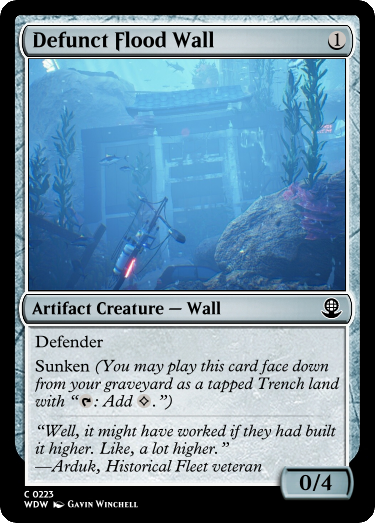 Defunct Flood Wall 1
Artifact Creature — Wall
Defender
Sunken (You may play this card face down
from your graveyard as a tapped Trench land
with “: Add .”)
“Well, it might have worked if they had built
it higher. Like, a lot higher.”
—Arduk, Historical Fleet veteran
0/4
C 0223
WDW Gavin Winchell